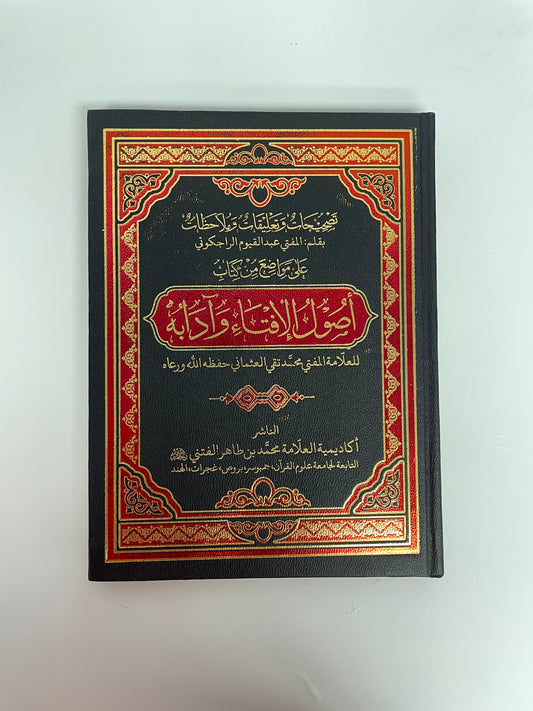 تصحيحات وتعليقات وملاحظات
بقلم: المفتي عبد القيوم الراجكوتي
على مواضع من كتاب
أصول الإفتاء وآدابه
للعلامة المفتي محمد تقي العثماني حفظه الله ورعاه
الناشر
أكاديمية العلامة محمد بن طاهر الفتني
التابعة لجامعة علوم القرآن، جمبوسر، بروص، غجرات، الهند